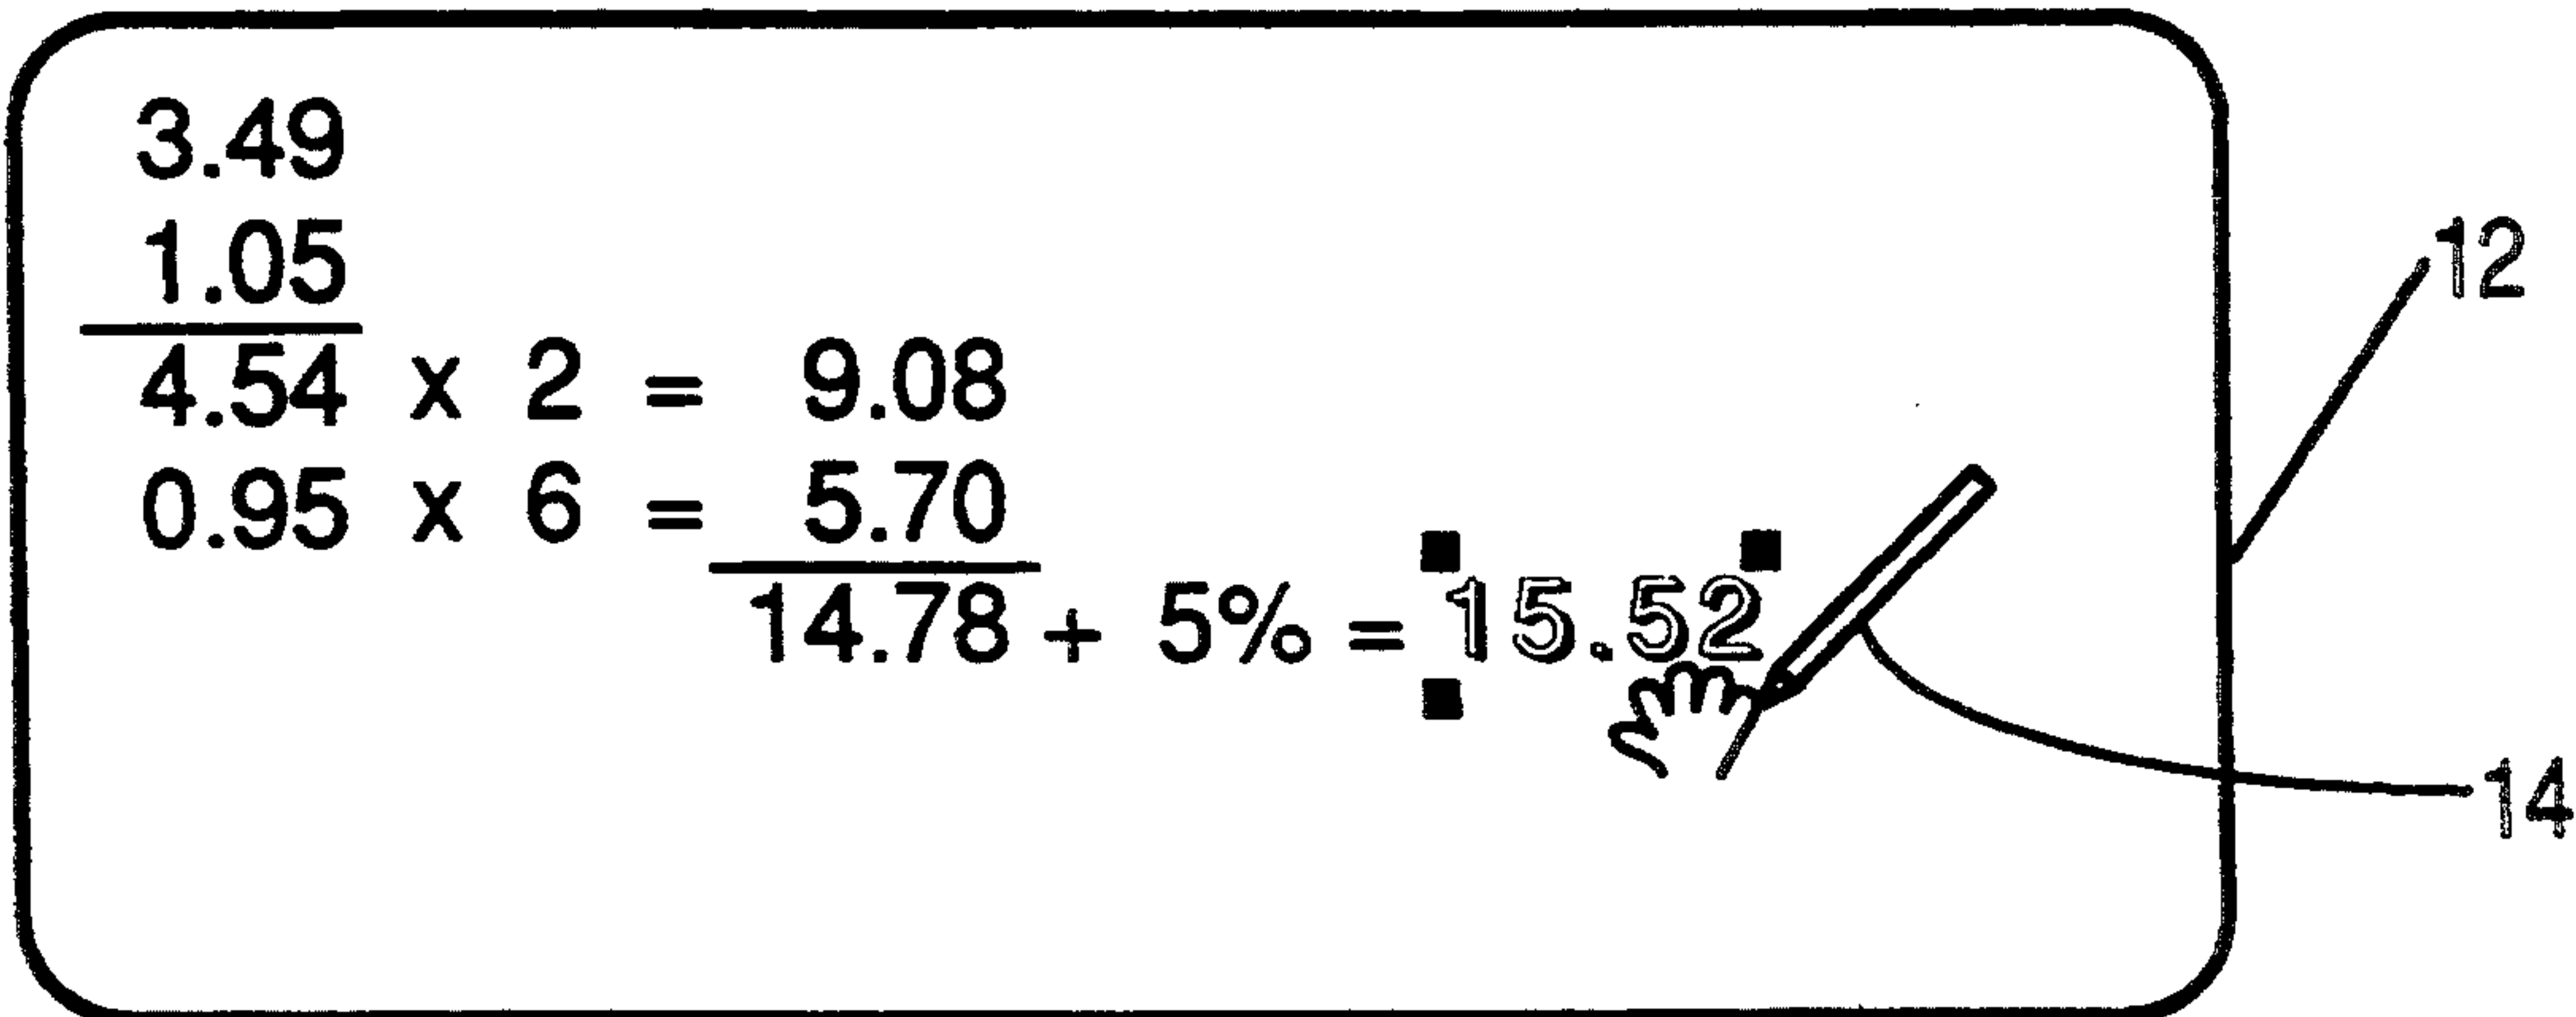 3.49
1.05
12
4.54 x 2 = 9.08
0.95 x 6 = 5.70
14.78 + 5% = 15.52
14